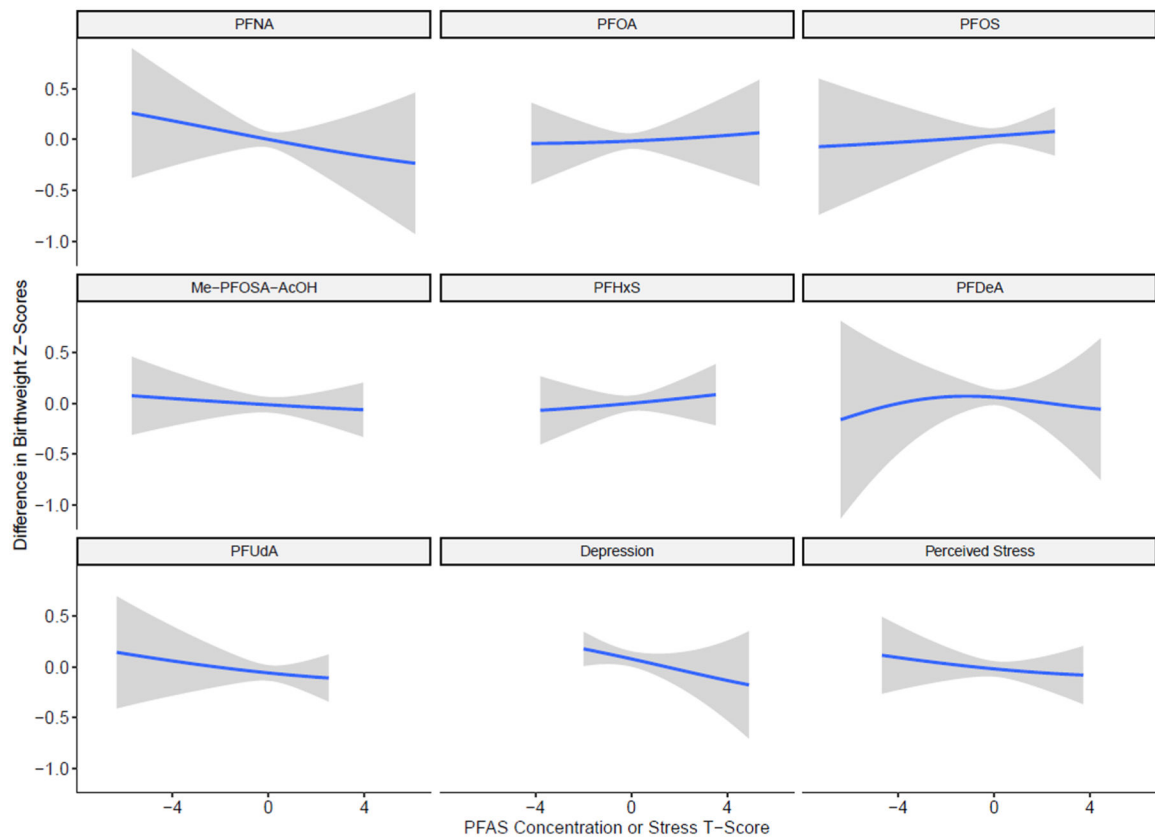 PFNA
PFOA
PFOS
0.5
0.0
−0.5
−1.0
Me−PFOSA−AcOH
PFHxS
PFDeA
0.5
0.0
−0.5
−1.0
PFUdA
Depression
Perceived Stress
0.5
0.0
−0.5
−1.0
−4
0
4
−4
0
4
−4
0
4
Difference in Birthweight Z−Scores
PFAS Concentration or Stress T−Score